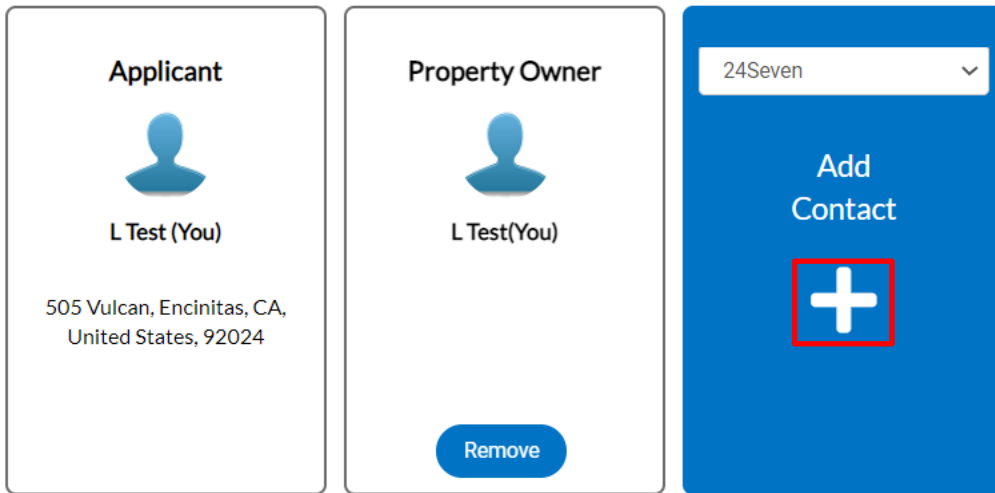 Applicant
L Test (You)
505 Vulcan, Encinitas, CA,
United States, 92024
Property Owner
L Test(You)
Remove
24Seven
Add
Contact